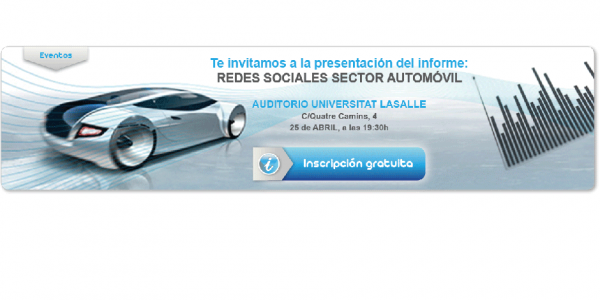 Eventos
Te invitamos a la presentación del informe:
REDES SOCIALES SECTOR AUTOMÓVIL
AUDITORIO UNIVERSITAT LASALLE
C/Quatre Camins, 4
25 de ABRIL, a las 19:30h
Inscripción gratuita